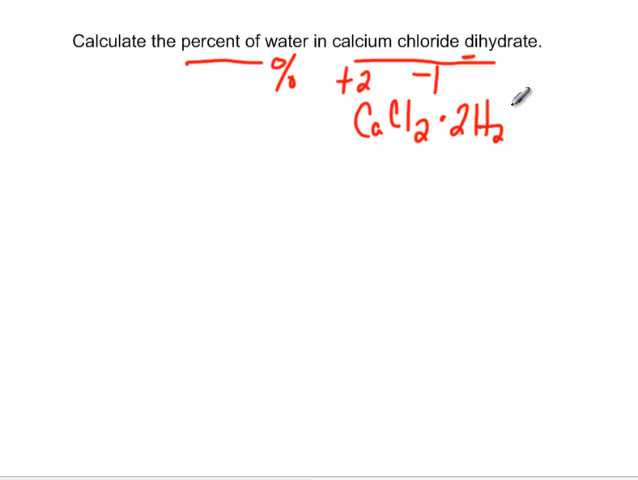 Calculate the percent of water in calcium chloride dihydrate.
% +2 -1
CaCl2·2H2